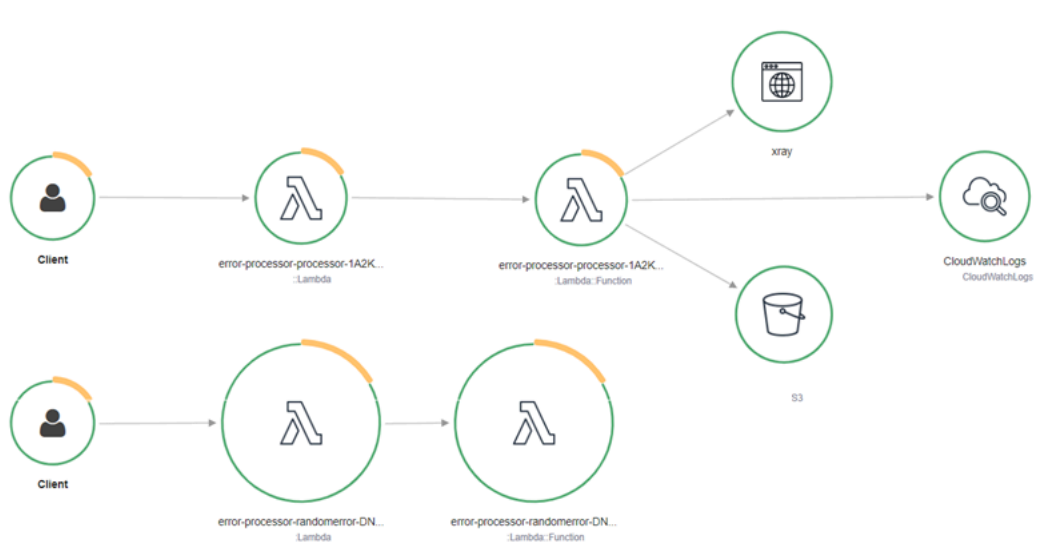 xray
Client
error-processor-processor-1A2K...
::Lambda
error-processor-processor-1A2K...
:Lambda::Function
CloudWatchLogs
CloudWatchLogs
S3
Client
error-processor-randomerror-DN...
:Lambda
error-processor-randomerror-DN...
:Lambda::Function